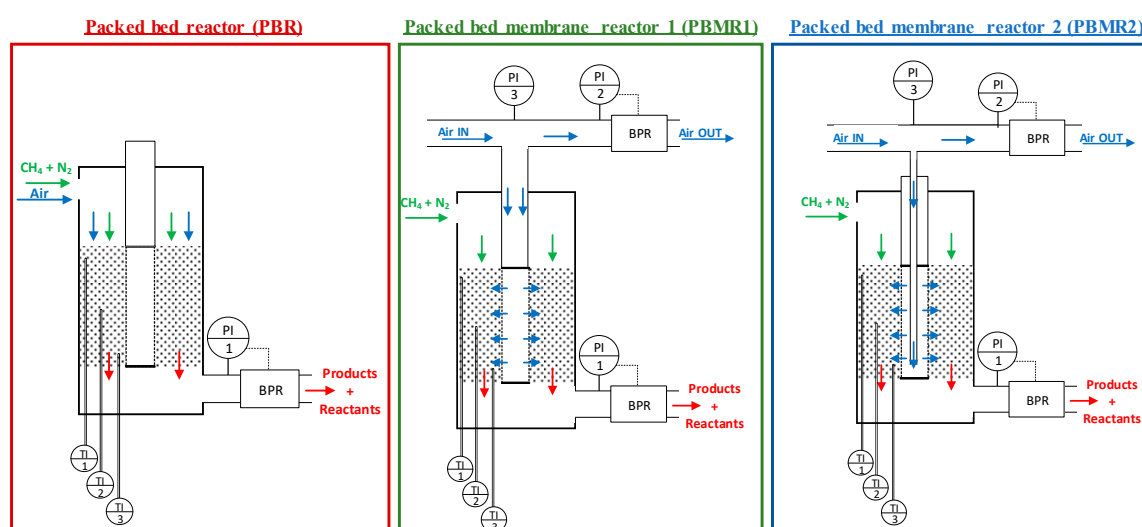 Packed bed reactor (PBR)
CH₄ + N₂
Air
PI
1
BPR
Products
+
Reactants
TI
1
TI
2
TI
3
Packed bed membrane reactor 1 (PBMR1)
PI
3
PI
2
Air IN
BPR
Air OUT
CH₄ + N₂
PI
1
BPR
Products
+
Reactants
TI
1
TI
2
TI
3
Packed bed membrane reactor 2 (PBMR2)
PI
3
PI
2
Air IN
BPR
Air OUT
CH₄ + N₂
PI
1
BPR
Products
+
Reactants
TI
1
TI
2
TI
3